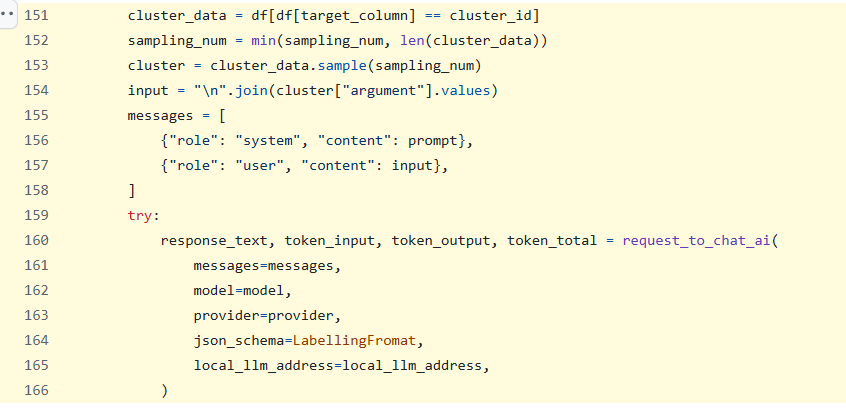 151 cluster_data = df[df[target_column] == cluster_id]
152 sampling_num = min(sampling_num, len(cluster_data))
153 cluster = cluster_data.sample(sampling_num)
154 input = "\n".join(cluster["argument"].values)
155 messages = [
156 {"role": "system", "content": prompt},
157 {"role": "user", "content": input},
158 ]
159 try:
160 response_text, token_input, token_output, token_total = request_to_chat_ai(
161 messages=messages,
162 model=model,
163 provider=provider,
164 json_schema=LabellingFromat,
165 local_llm_address=local_llm_address,
166 )